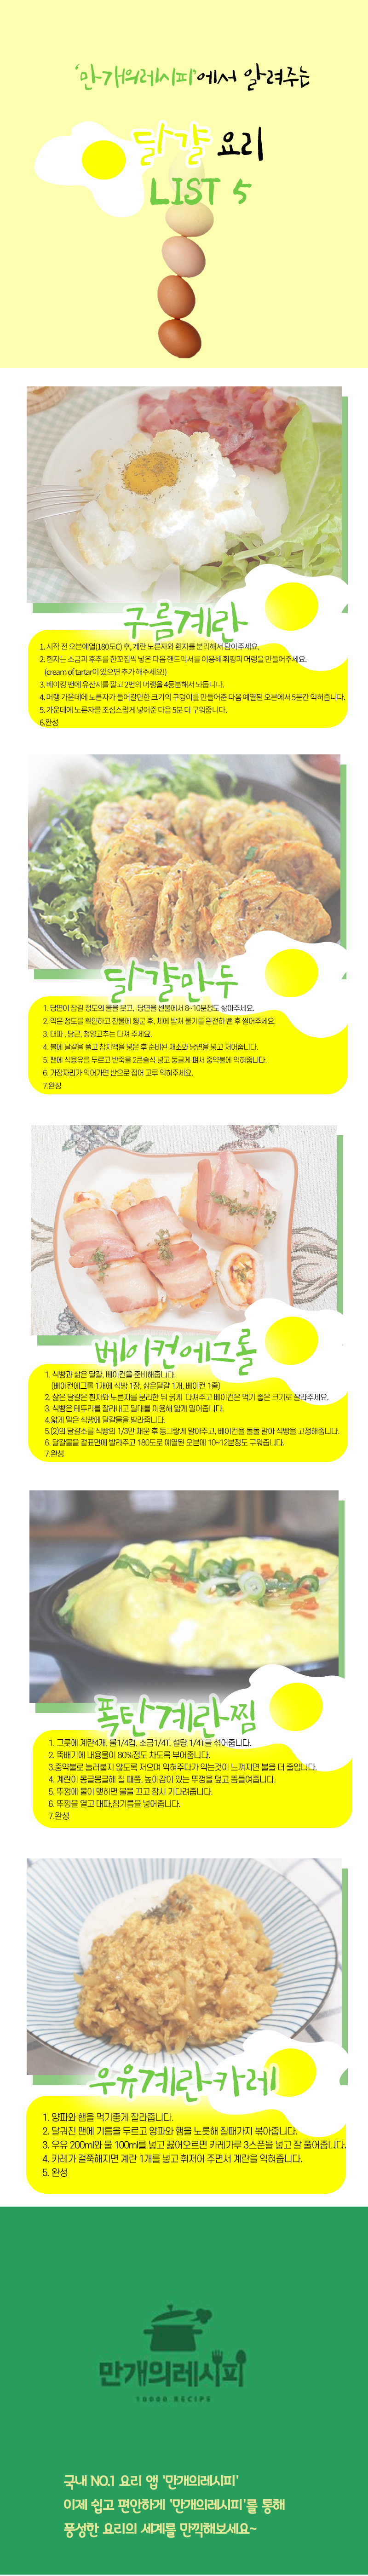 '만개의레시피'에서 알려주는
달걀 요리
LIST 5
구름계란
1. 시작 전 오븐예열(180도C) 후, 계란 노른자와 흰자를 분리해서 담아주세요.
2. 흰자는 소금과 후추를 한꼬집씩 넣은 다음 핸드믹서를 이용해 휘핑과 머랭을 만들어주세요.
(cream of tartar이 있으면 추가 해주세요!)
3. 베이킹 팬에 유산지를 깔고 2번의 머랭을 4등분해서 놔둡니다.
4. 머랭 가운데에 노른자가 들어갈만한 크기의 구덩이를 만들어준 다음 예열된 오븐에서 5분간 익혀줍니다.
5. 가운데에 노른자를 조심스럽게 넣어준 다음 5분 더 구워줍니다.
6.완성
달걀만두
1. 당면이 잠길 정도의 물을 붓고, 당면을 센불에서 8~10분정도 삶아주세요.
2. 익은 정도를 확인하고 찬물에 헹군 후, 체에 받쳐 물기를 완전히 뺀 후 썰어주세요.
3. 대파 , 당근, 청양고추는 다져 주세요.
4. 볼에 달걀을 풀고 참치액을 넣은 후 준비된 채소와 당면을 넣고 저어줍니다.
5. 팬에 식용유를 두르고 반죽을 2큰술식 넣고 동글게 펴서 중약불에 익혀줍니다.
6. 가장자리가 익어가면 반으로 접어 고루 익혀주세요.
7.완성
베이컨에그롤
1. 식빵과 삶은 달걀, 베이컨을 준비해줍니다.
(베이컨에그롤 1개에 식빵 1장, 삶은달걀 1개, 베이컨 1줄)
2. 삶은 달걀은 흰자와 노른자를 분리한 뒤 굵게 다져주고 베이컨은 먹기 좋은 크기로 잘라주세요.
3. 식빵은 테두리를 잘라내고 밀대를 이용해 얇게 밀어줍니다.
4.얇게 밀은 식빵에 달걀물을 발라줍니다.
5.(2)의 달걀소를 식빵의 1/3만 채운 후 동그랗게 말아주고, 베이컨을 돌돌 말아 식빵을 고정해줍니다.
6. 달걀물을 겉표면에 발라주고 180도로 예열된 오븐에 10~12분정도 구워줍니다.
7.완성
폭탄계란찜
1. 그릇에 계란4개, 물1/4컵, 소금1/4T, 설탕 1/4T을 섞어줍니다.
2. 뚝배기에 내용물이 80%정도 차도록 부어줍니다.
3.중약불로 눌러붙지 않도록 저으며 익혀주다가 익는것이 느껴지면 불을 더 줄입니다.
4. 계란이 몽글몽글해 질 때쯤, 높이감이 있는 뚜껑을 덮고 뜸들여줍니다.
5. 뚜껑에 물이 맺히면 불을 끄고 잠시 기다려줍니다.
6. 뚜껑을 열고 대파,참기름을 넣어줍니다.
7.완성
우유계란카레
1. 양파와 햄을 먹기좋게 잘라줍니다.
2. 달궈진 팬에 기름을 두르고 양파와 햄을 노릇해 질때가지 볶아줍니다.
3. 우유 200ml와 물 100ml를 넣고 끓어오르면 카레가루 3스푼을 넣고 잘 풀어줍니다.
4. 카레가 걸쭉해지면 계란 1개를 넣고 휘저어 주면서 계란을 익혀줍니다.
5. 완성
만개의레시피
10000 RECIPE
국내 NO.1 요리 앱 '만개의레시피'
이제 쉽고 편안하게 '만개의레시피'를 통해
풍성한 요리의 세계를 만끽해보세요~